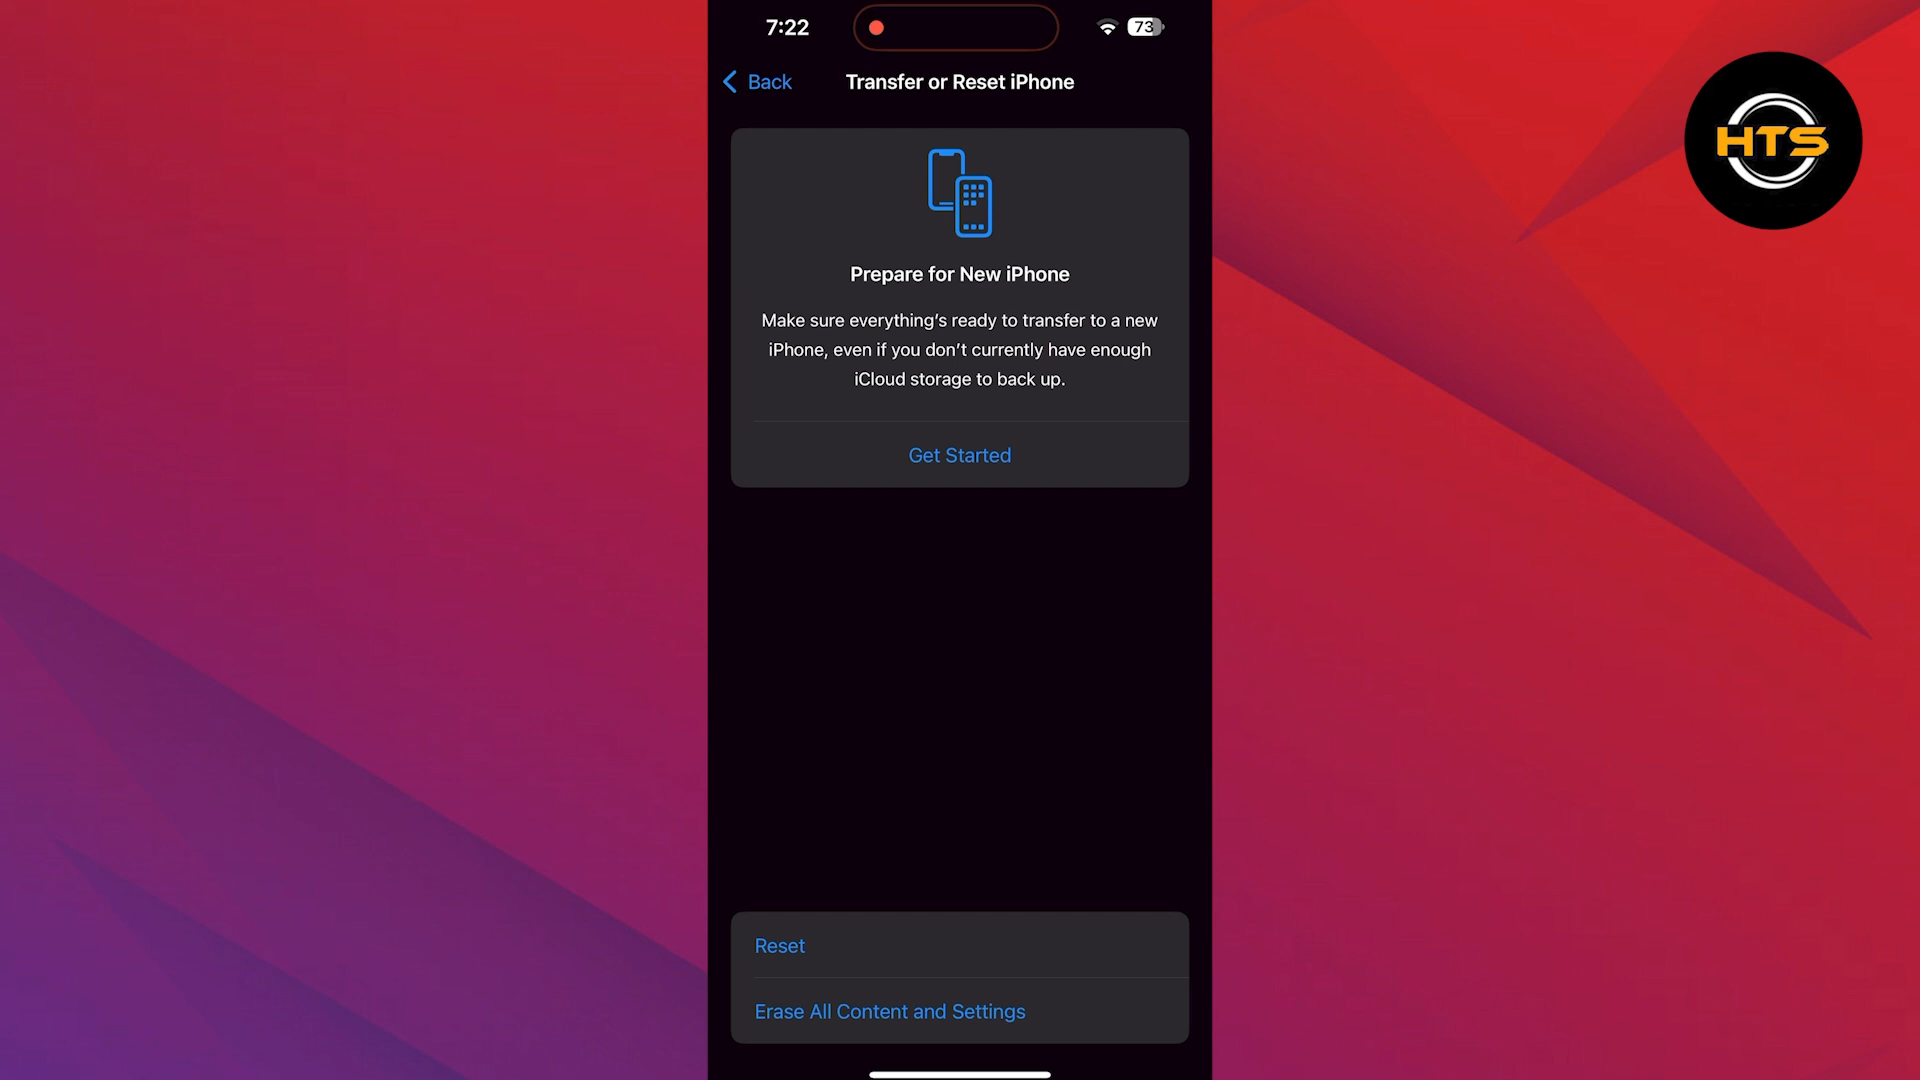 7:22
73
Back
Transfer or Reset iPhone
HTS
Prepare for New iPhone
Make sure everything’s ready to transfer to a new
iPhone, even if you don’t currently have enough
iCloud storage to back up.
Get Started
Reset
Erase All Content and Settings